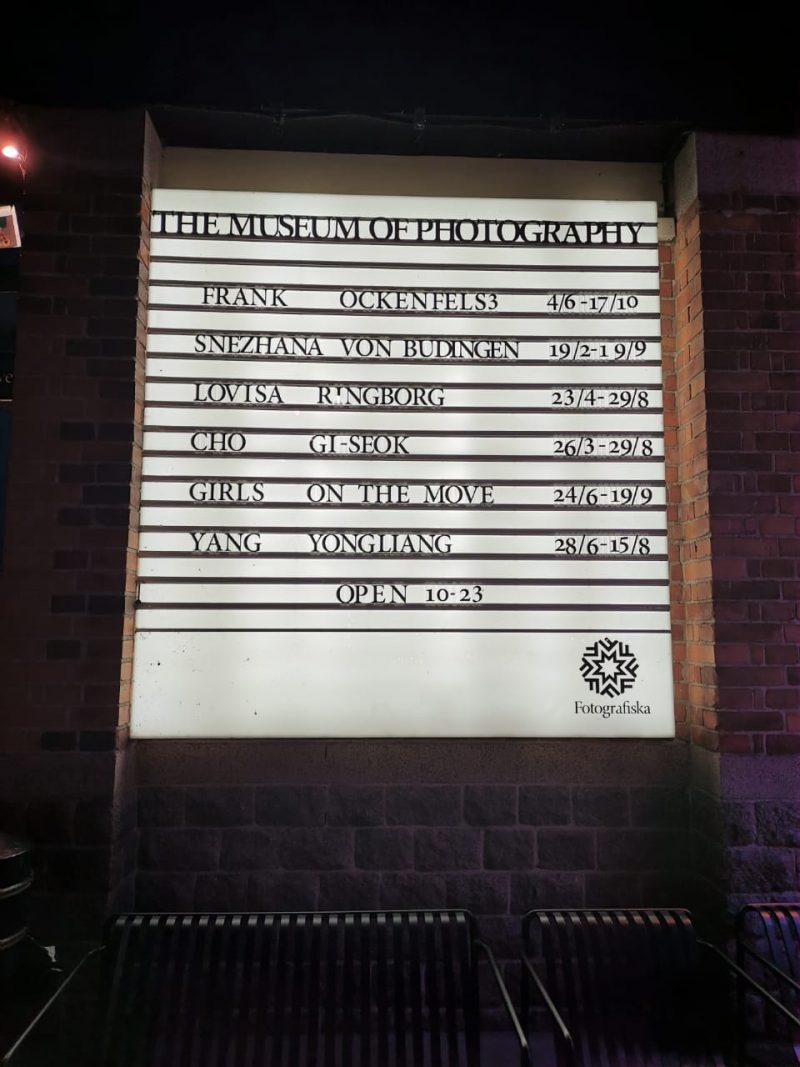 THE MUSEUM OF PHOTOGRAPHY
FRANK OCKENFELS3 4/6-17/10
SNEZHANA VON BUDINGEN 19/2-19/9
LOVISA RINGBORG 23/4-29/8
CHO GI-SEOK 26/3-29/8
GIRLS ON THE MOVE 24/6-19/9
YANG YONGLIANG 28/6-15/8
OPEN 10-23
Fotografiska